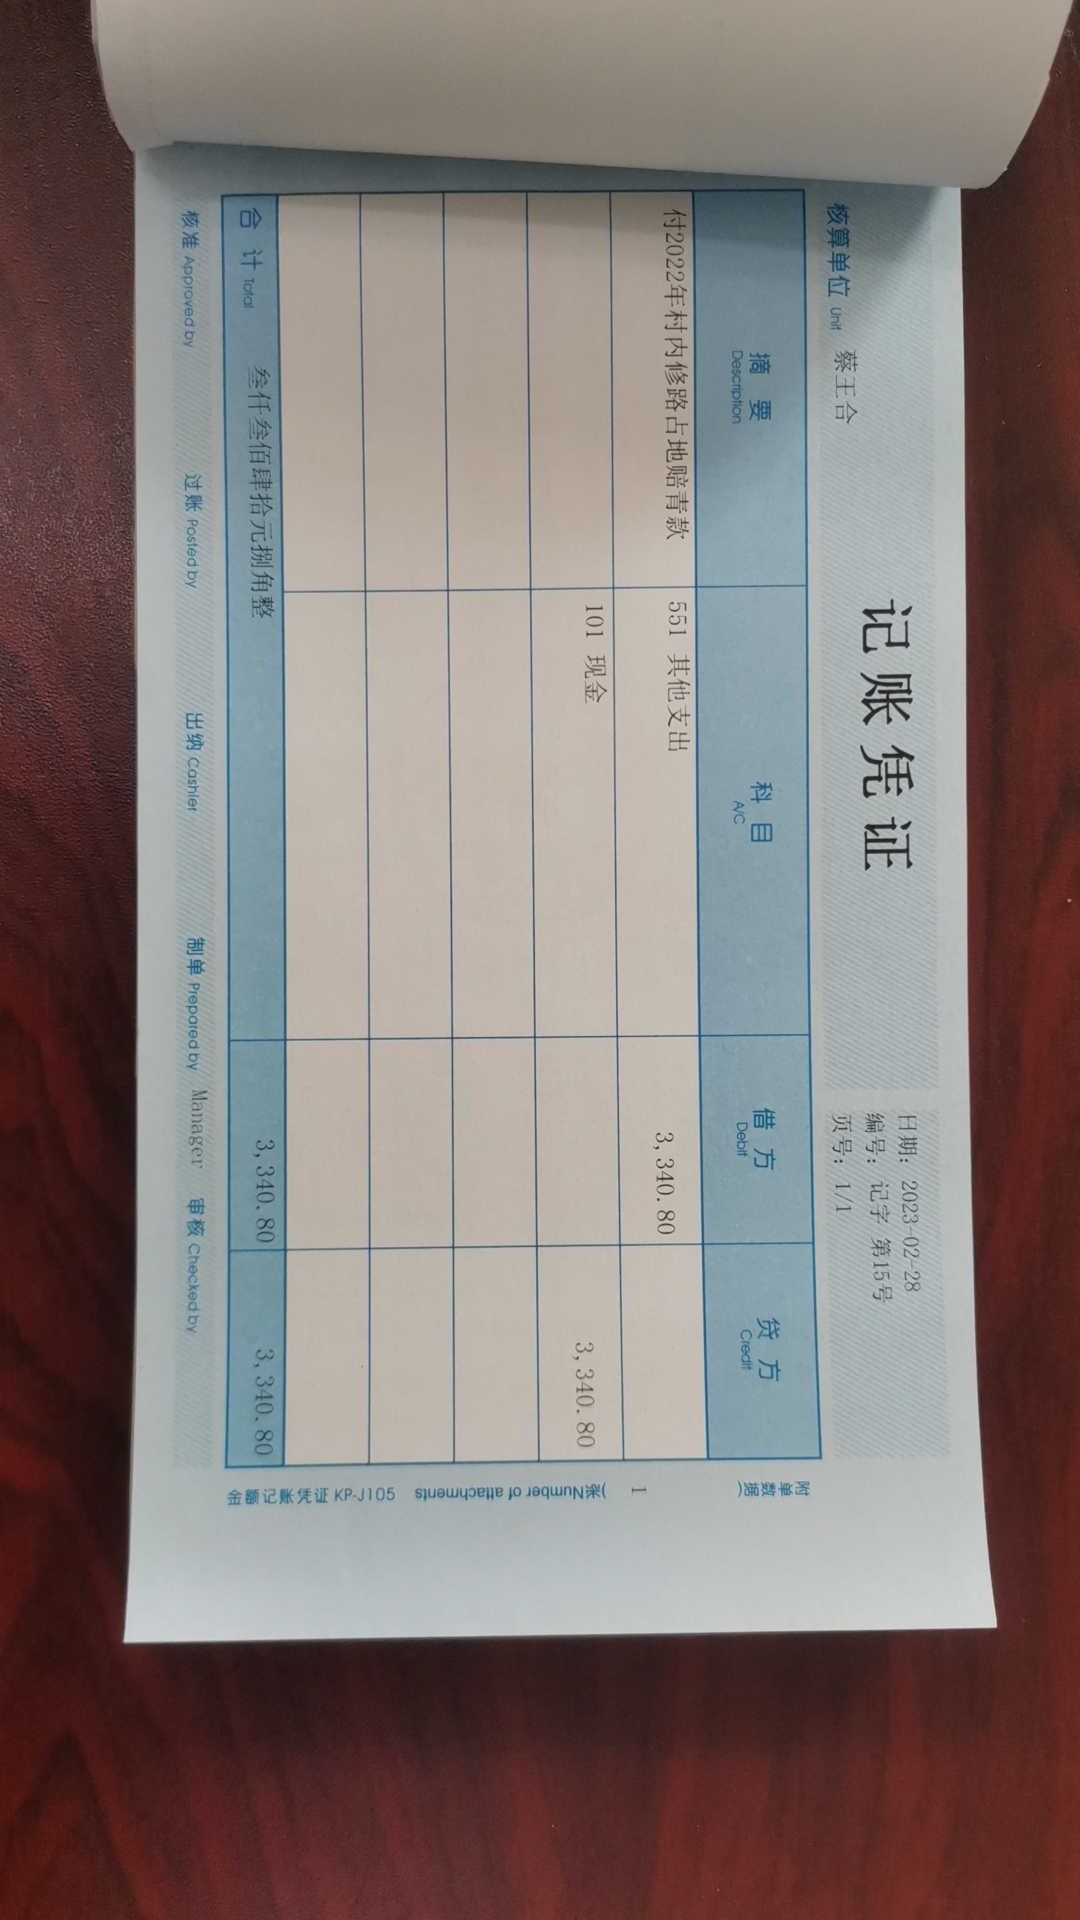 记账凭证
日期: 2023-02-28
编号: 记字 第15号
核算单位 Unit 蔡王合
页号: 1/1
摘 要 科 目 借 方 贷 方
Description A/C Debit Credit
付2022年村内修路占地赔青款 551 其他支出 3,340.80
101 现金 3,340.80
合 计 Total 叁仟叁佰肆拾元捌角整 3,340.80 3,340.80
核准 Approved by 过账 Posted by 出纳 Cashier 制单 Prepared by Manager 审核 Checked by
附单
数据(
1
)张Number of attachments
金额记账凭证 KP-J105